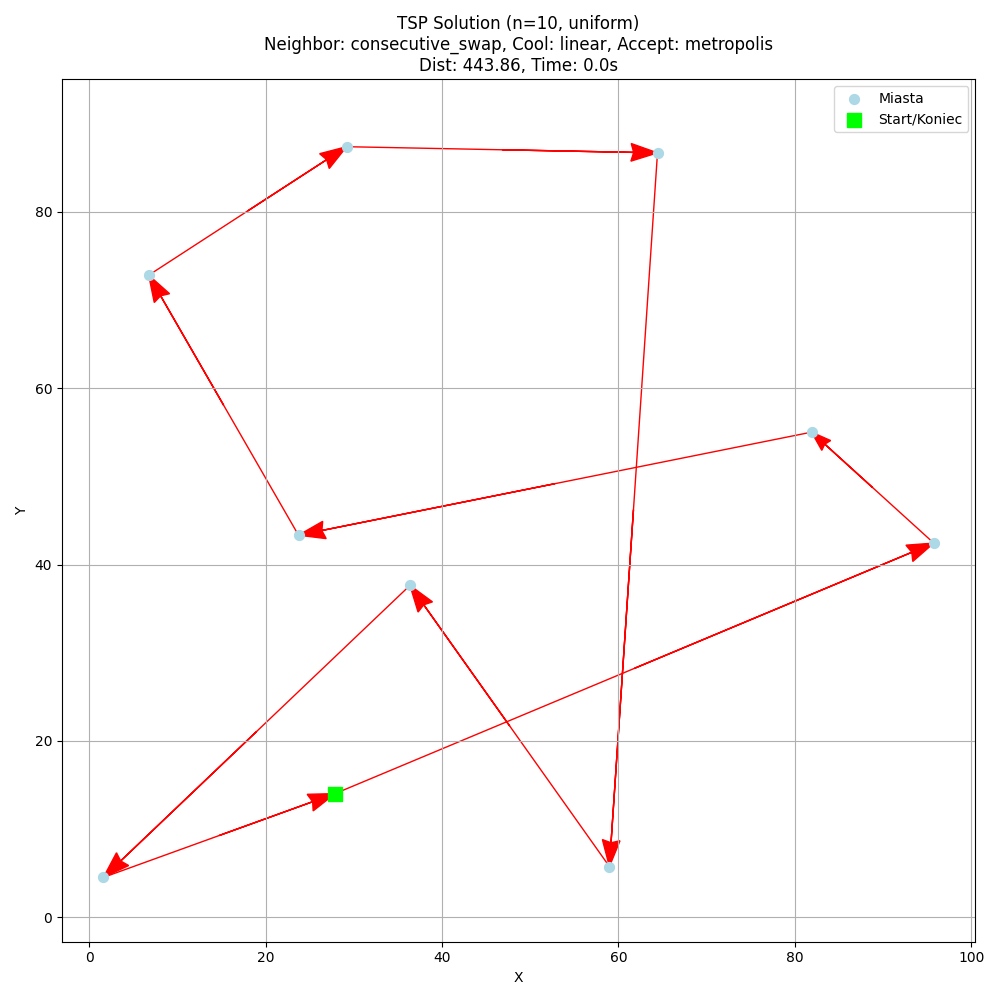 TSP Solution (n=10, uniform)
Neighbor: consecutive_swap, Cool: linear, Accept: metropolis
Dist: 443.86, Time: 0.0s
Miasta
Start/Koniec
80
60
40
20
0
Y
0 20 40 60 80 100
X